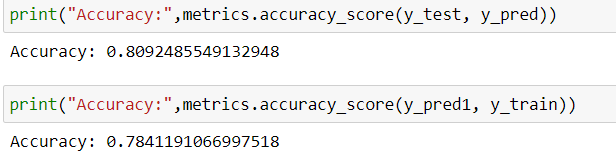 print("Accuracy:",metrics.accuracy_score(y_test, y_pred))
Accuracy: 0.8092485549132948
print("Accuracy:",metrics.accuracy_score(y_pred1, y_train))
Accuracy: 0.7841191066997518